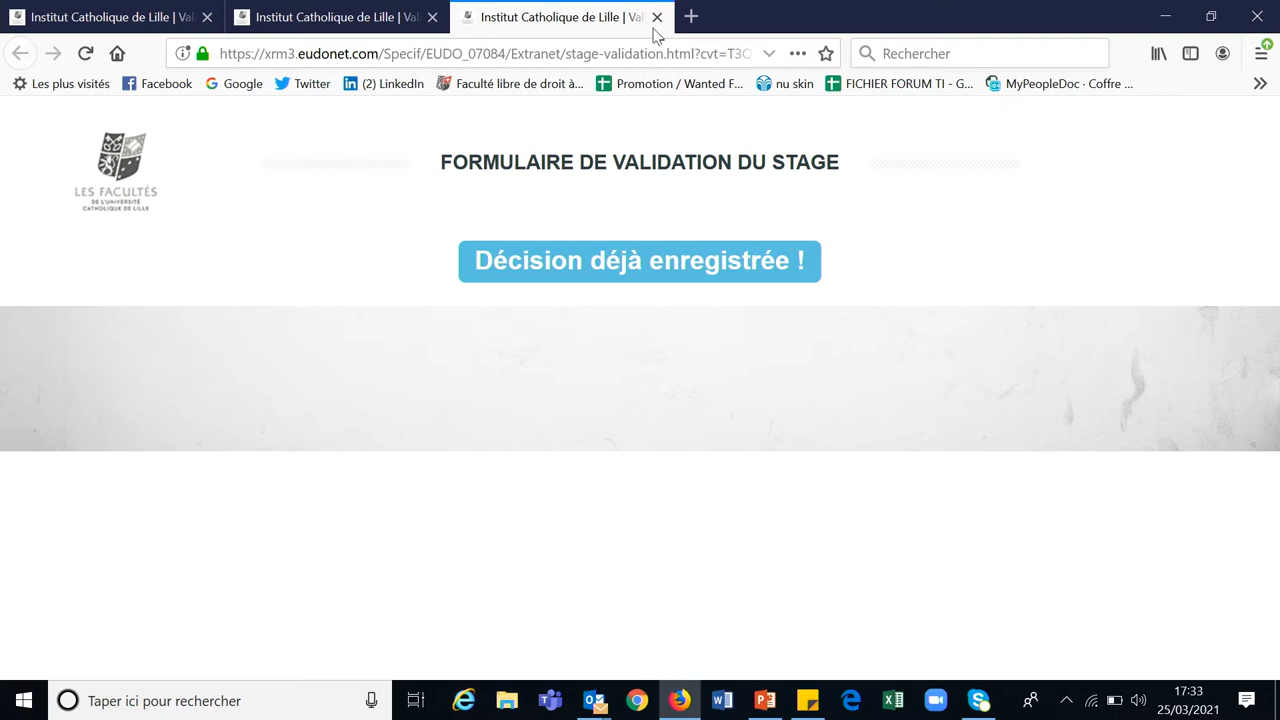 Institut Catholique de Lille | Val
Institut Catholique de Lille | Val
Institut Catholique de Lille | Val
https://xrm3.eudonet.com/Specif/EUDO_07084/Extranet/stage-validation.html?cvt=T3Q
Rechercher
Les plus visités
Facebook
Google
Twitter
(2) LinkedIn
Faculté libre de droit à...
Promotion / Wanted F...
nu skin
FICHIER FORUM TI - G...
MyPeopleDoc - Coffre ...
LES FACULTÉS
DE L'UNIVERSITÉ
CATHOLIQUE DE LILLE
FORMULAIRE DE VALIDATION DU STAGE
Décision déjà enregistrée !
Taper ici pour rechercher
17:33
25/03/2021